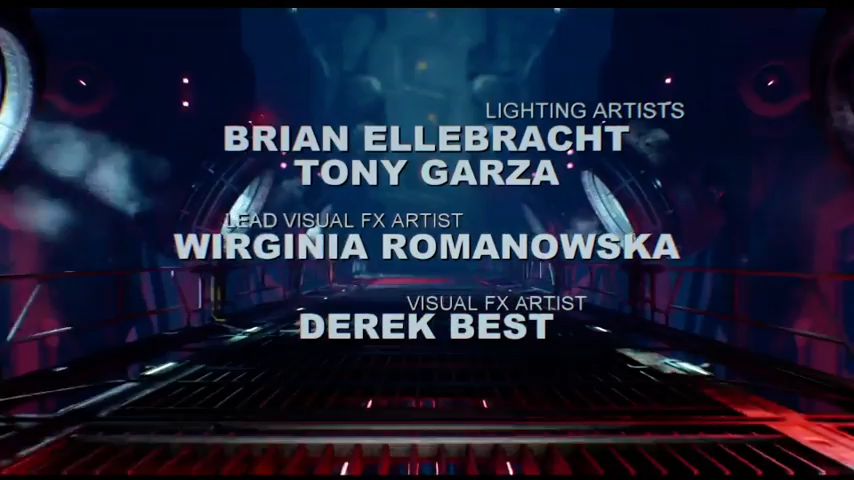 LIGHTING ARTISTS
BRIAN ELLEBRACHT
TONY GARZA
LEAD VISUAL FX ARTIST
WIRGINIA ROMANOWSKA
VISUAL FX ARTIST
DEREK BEST